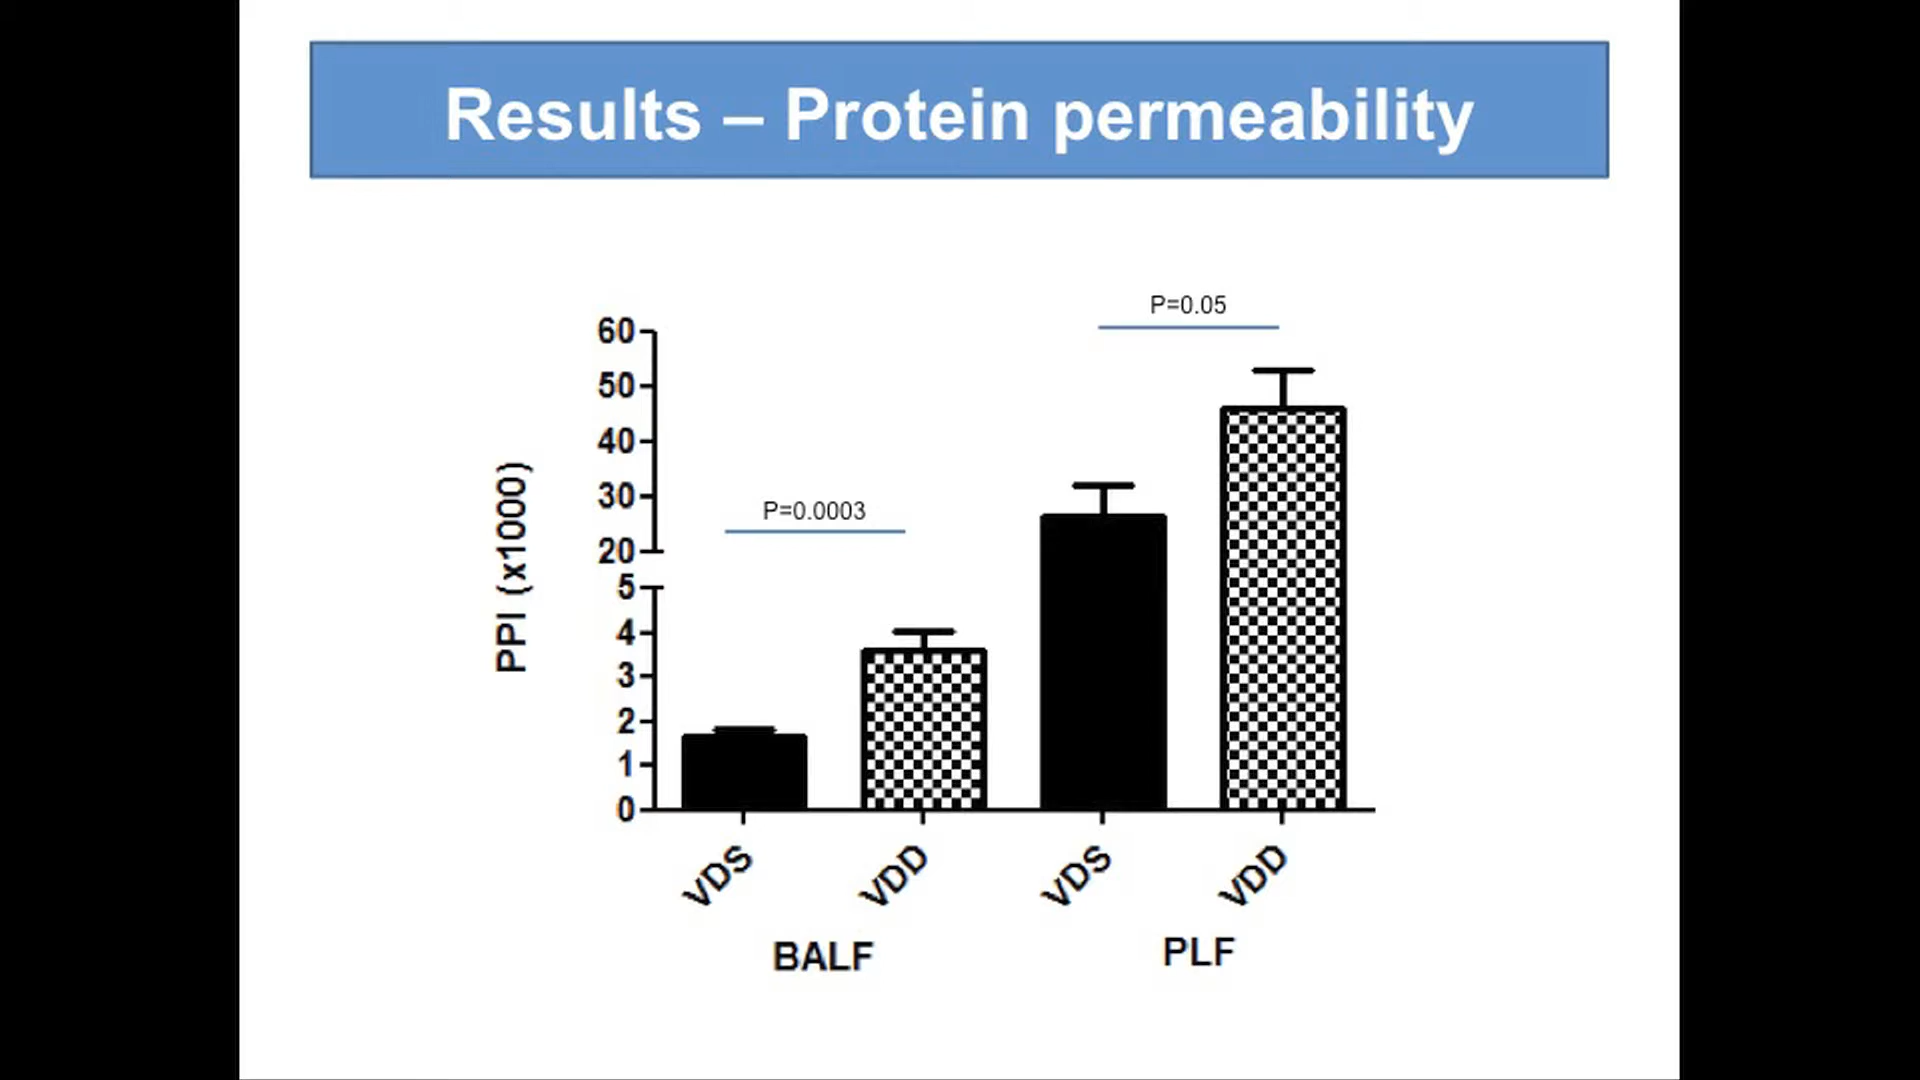 Results – Protein permeability
P=0.05
P=0.0003
PPI (x1000)
60
50
40
30
20
5
4
3
2
1
0
VDS
VDD
VDS
VDD
BALF
PLF